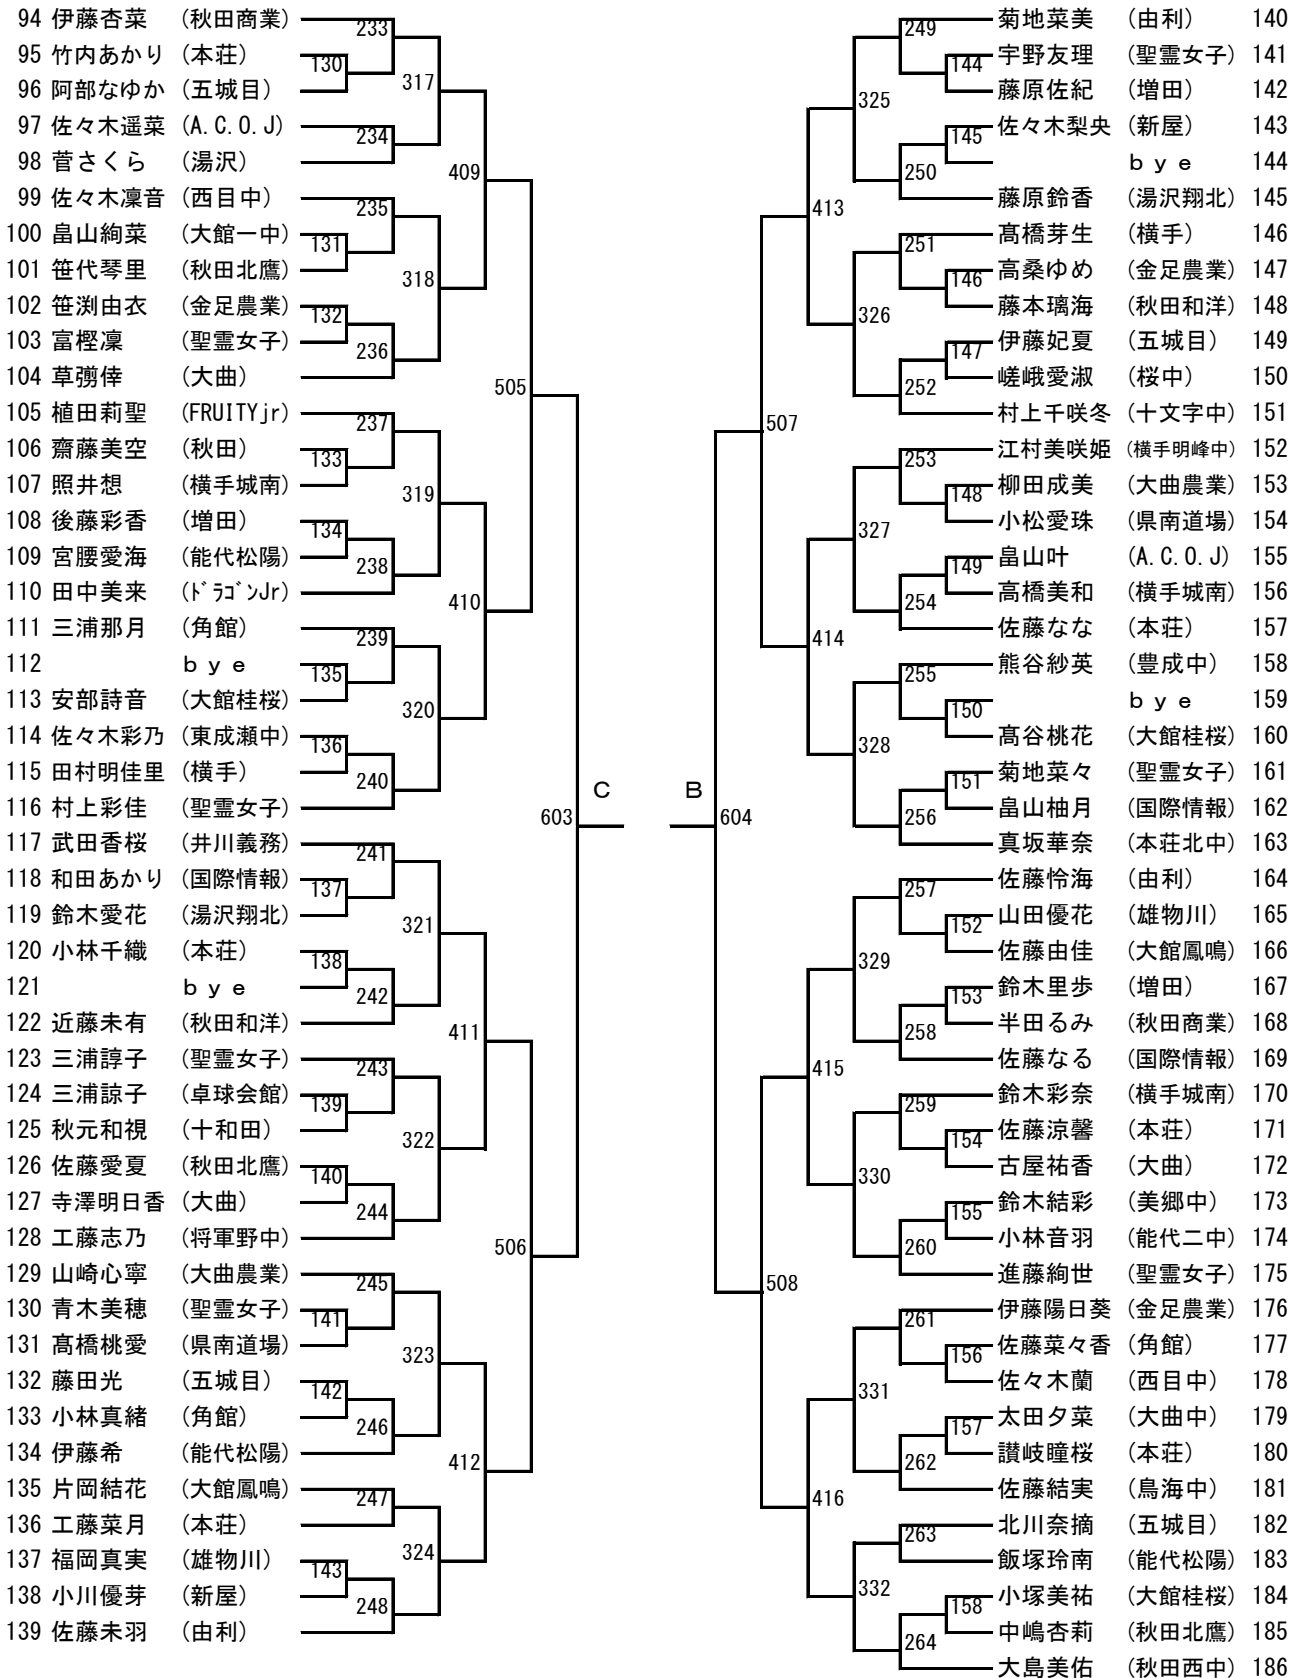 94 伊藤杏菜 (秋田商業)
95 竹内あかり (本荘)
96 阿部なゆか (五城目)
97 佐々木遥菜 (A.C.O.J)
98 菅さくら (湯沢)
99 佐々木凜音 (西目中)
100 畠山絢菜 (大館一中)
101 笹代琴里 (秋田北鷹)
102 笹渕由衣 (金足農業)
103 富樫凜 (聖霊女子)
104 草彅倖 (大曲)
105 植田莉聖 (FRUITYjr)
106 齋藤美空 (秋田)
107 照井想 (横手城南)
108 後藤彩香 (増田)
109 宮腰愛海 (能代松陽)
110 田中美来 (ﾄﾞﾗｺﾞﾝJr)
111 三浦那月 (角館)
112 ｂｙｅ
113 安部詩音 (大館桂桜)
114 佐々木彩乃 (東成瀬中)
115 田村明佳里 (横手)
116 村上彩佳 (聖霊女子)
117 武田香桜 (井川義務)
118 和田あかり (国際情報)
119 鈴木愛花 (湯沢翔北)
120 小林千織 (本荘)
121 ｂｙｅ
122 近藤未有 (秋田和洋)
123 三浦諄子 (聖霊女子)
124 三浦諒子 (卓球会館)
125 秋元和視 (十和田)
126 佐藤愛夏 (秋田北鷹)
127 寺澤明日香 (大曲)
128 工藤志乃 (将軍野中)
129 山崎心寧 (大曲農業)
130 青木美穂 (聖霊女子)
131 髙橋桃愛 (県南道場)
132 藤田光 (五城目)
133 小林真緒 (角館)
134 伊藤希 (能代松陽)
135 片岡結花 (大館鳳鳴)
136 工藤菜月 (本荘)
137 福岡真実 (雄物川)
138 小川優芽 (新屋)
139 佐藤未羽 (由利)
233
130
234
235
131
132
236
237
133
134
238
239
135
136
240
241
137
138
242
243
139
140
244
245
141
142
246
247
143
248
317
318
319
320
321
322
323
324
409
410
411
412
505
506
603
C
B
604
507
508
413
414
415
416
325
326
327
328
329
330
331
332
249
144
145
250
251
146
147
252
253
148
149
254
255
150
151
256
257
152
153
258
259
154
155
260
261
156
157
262
263
158
264
菊地菜美 (由利) 140
宇野友理 (聖霊女子) 141
藤原佐紀 (増田) 142
佐々木梨央 (新屋) 143
ｂｙｅ 144
藤原鈴香 (湯沢翔北) 145
髙橋芽生 (横手) 146
高桑ゆめ (金足農業) 147
藤本璃海 (秋田和洋) 148
伊藤妃夏 (五城目) 149
嵯峨愛淑 (桜中) 150
村上千咲冬 (十文字中) 151
江村美咲姫 (横手明峰中) 152
柳田成美 (大曲農業) 153
小松愛珠 (県南道場) 154
畠山叶 (A.C.O.J) 155
高橋美和 (横手城南) 156
佐藤なな (本荘) 157
熊谷紗英 (豊成中) 158
ｂｙｅ 159
髙谷桃花 (大館桂桜) 160
菊地菜々 (聖霊女子) 161
畠山柚月 (国際情報) 162
真坂華奈 (本荘北中) 163
佐藤怜海 (由利) 164
山田優花 (雄物川) 165
佐藤由佳 (大館鳳鳴) 166
鈴木里歩 (増田) 167
半田るみ (秋田商業) 168
佐藤なる (国際情報) 169
鈴木彩奈 (横手城南) 170
佐藤涼馨 (本荘) 171
古屋祐香 (大曲) 172
鈴木結彩 (美郷中) 173
小林音羽 (能代二中) 174
進藤絢世 (聖霊女子) 175
伊藤陽日葵 (金足農業) 176
佐藤菜々香 (角館) 177
佐々木蘭 (西目中) 178
太田夕菜 (大曲中) 179
讃岐瞳桜 (本荘) 180
佐藤結実 (鳥海中) 181
北川奈摘 (五城目) 182
飯塚玲南 (能代松陽) 183
小塚美祐 (大館桂桜) 184
中嶋杏莉 (秋田北鷹) 185
大島美佑 (秋田西中) 186